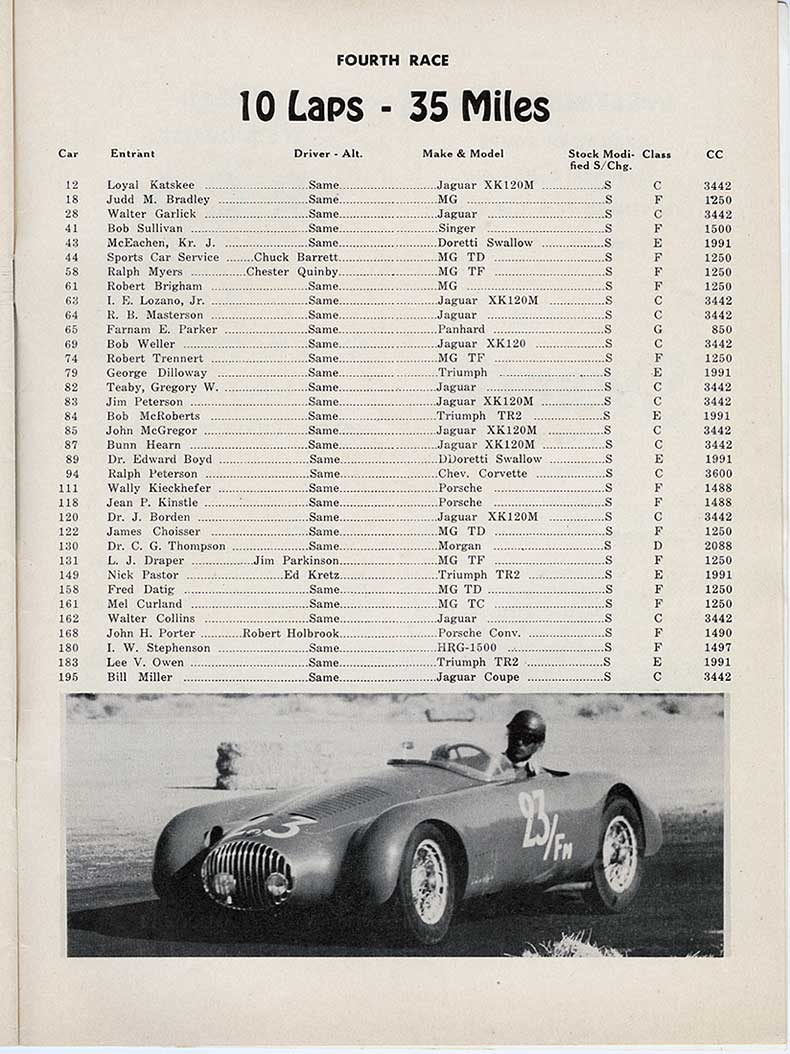 FOURTH RACE
10 Laps - 35 Miles
Car Entrant Driver - Alt. Make & Model Stock Modi- Class CC
fied S/Chg.
12 Loyal Katskee Same Jaguar XK120M S C 3442
18 Judd M. Bradley Same MG S F 1250
28 Walter Garlick Same Jaguar S C 3442
41 Bob Sullivan Same Singer S F 1500
43 McEachen, Kr. J. Same Doretti Swallow S E 1991
44 Sports Car Service Chuck Barrett MG TD S F 1250
58 Ralph Myers Chester Quinby MG TF S F 1250
61 Robert Brigham Same MG S F 1250
63 I. E. Lozano, Jr. Same Jaguar XK120M S C 3442
64 R. B. Masterson Same Jaguar S C 3442
65 Farnam E. Parker Same Panhard S G 850
69 Bob Weller Same Jaguar XK120 S C 3442
74 Robert Trennert Same MG TF S F 1250
79 George Dilloway Same Triumph S E 1991
82 Teaby, Gregory W. Same Jaguar S C 3442
83 Jim Peterson Same Jaguar XK120M S C 3442
84 Bob McRoberts Same Triumph TR2 S E 1991
85 John McGregor Same Jaguar XK120M S C 3442
87 Bunn Hearn Same Jaguar XK120M S C 3442
89 Dr. Edward Boyd Same DDoretti Swallow S E 1991
94 Ralph Peterson Same Chev. Corvette S C 3600
111 Wally Kieckhefer Same Porsche S F 1488
118 Jean P. Kinstle Same Porsche S F 1488
120 Dr. J. Borden Same Jaguar XK120M S C 3442
122 James Choisser Same MG TD S F 1250
130 Dr. C. G. Thompson Same Morgan S D 2088
131 L. J. Draper Jim Parkinson MG TF S F 1250
149 Nick Pastor Ed Kretz Triumph TR2 S E 1991
158 Fred Datig Same MG TD S F 1250
161 Mel Curland Same MG TC S F 1250
162 Walter Collins Same Jaguar S C 3442
168 John H. Porter Robert Holbrook Porsche Conv. S F 1490
180 I. W. Stephenson Same HRG-1500 S F 1497
183 Lee V. Owen Same Triumph TR2 S E 1991
195 Bill Miller Same Jaguar Coupe S C 3442
23
23/FM